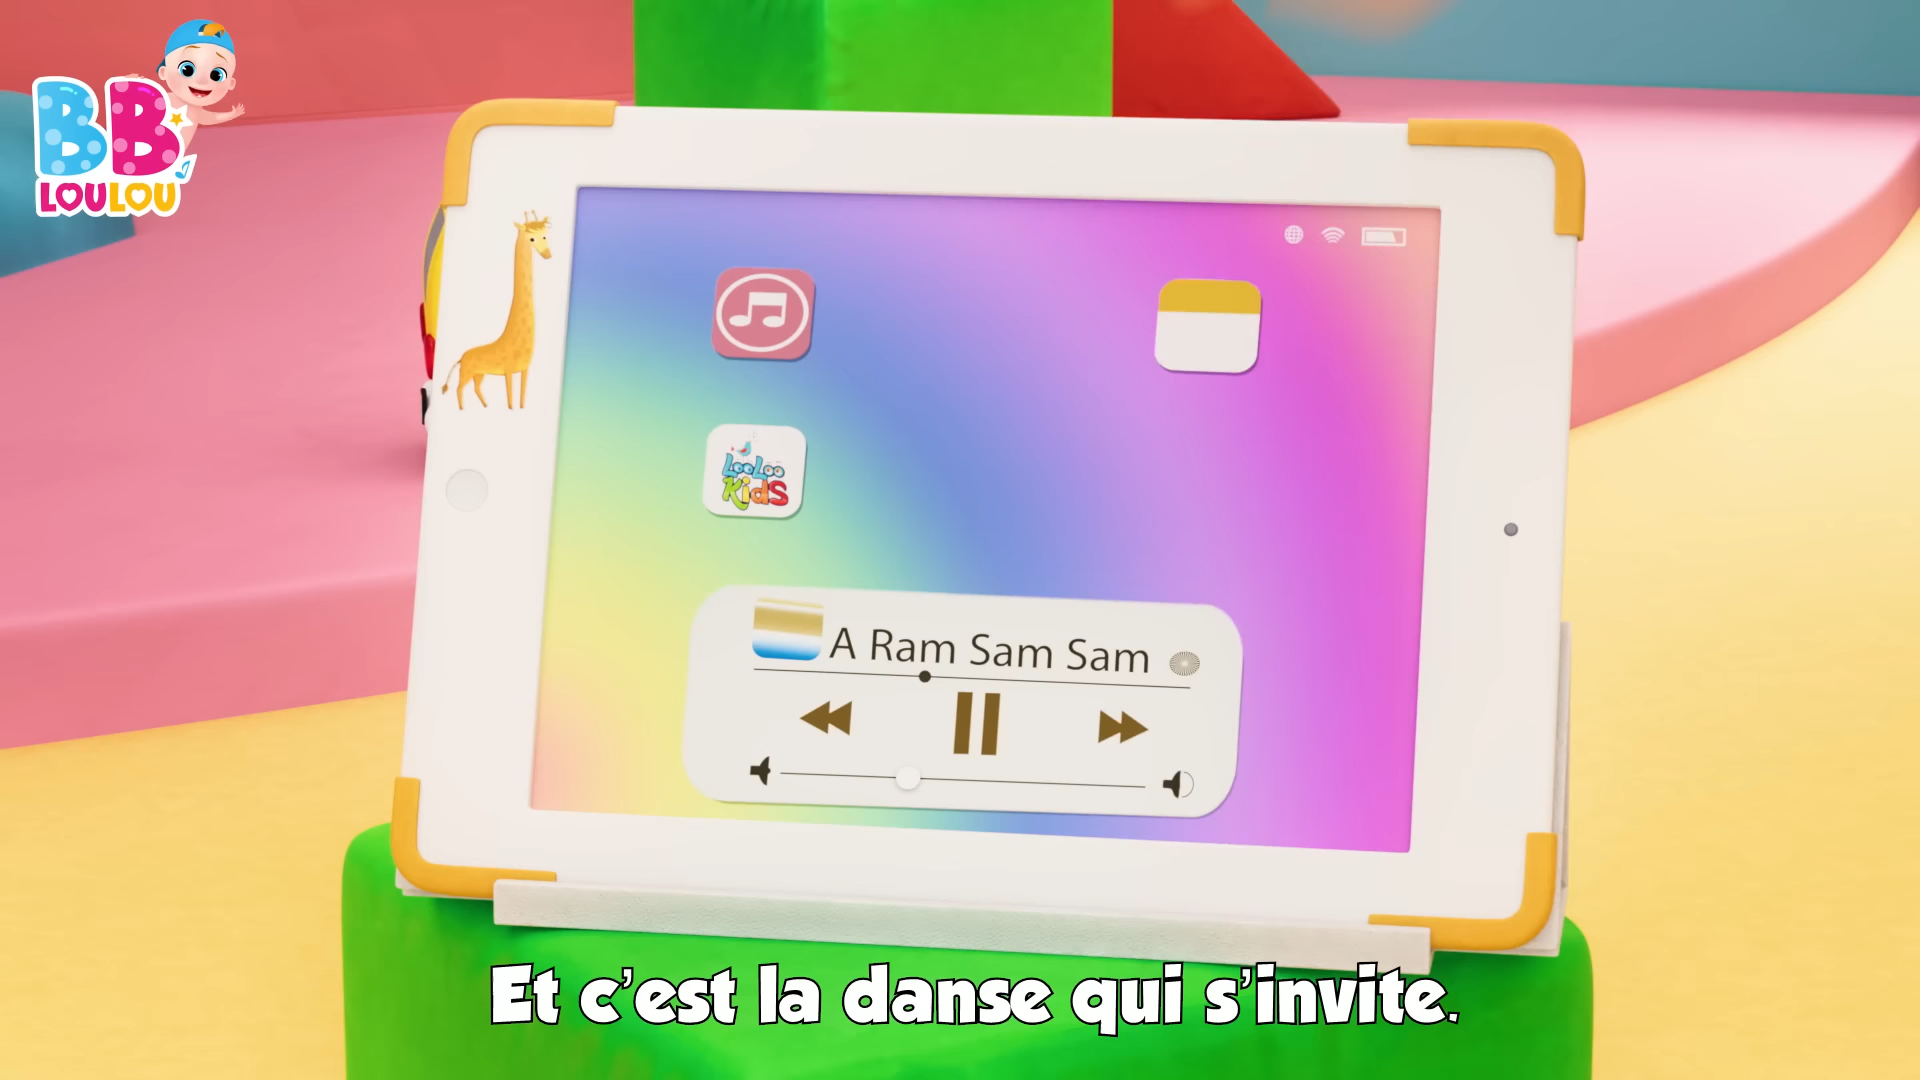 BB
LOULOU
LooLoo
Kids
A Ram Sam Sam
Et c'est la danse qui s'invite.